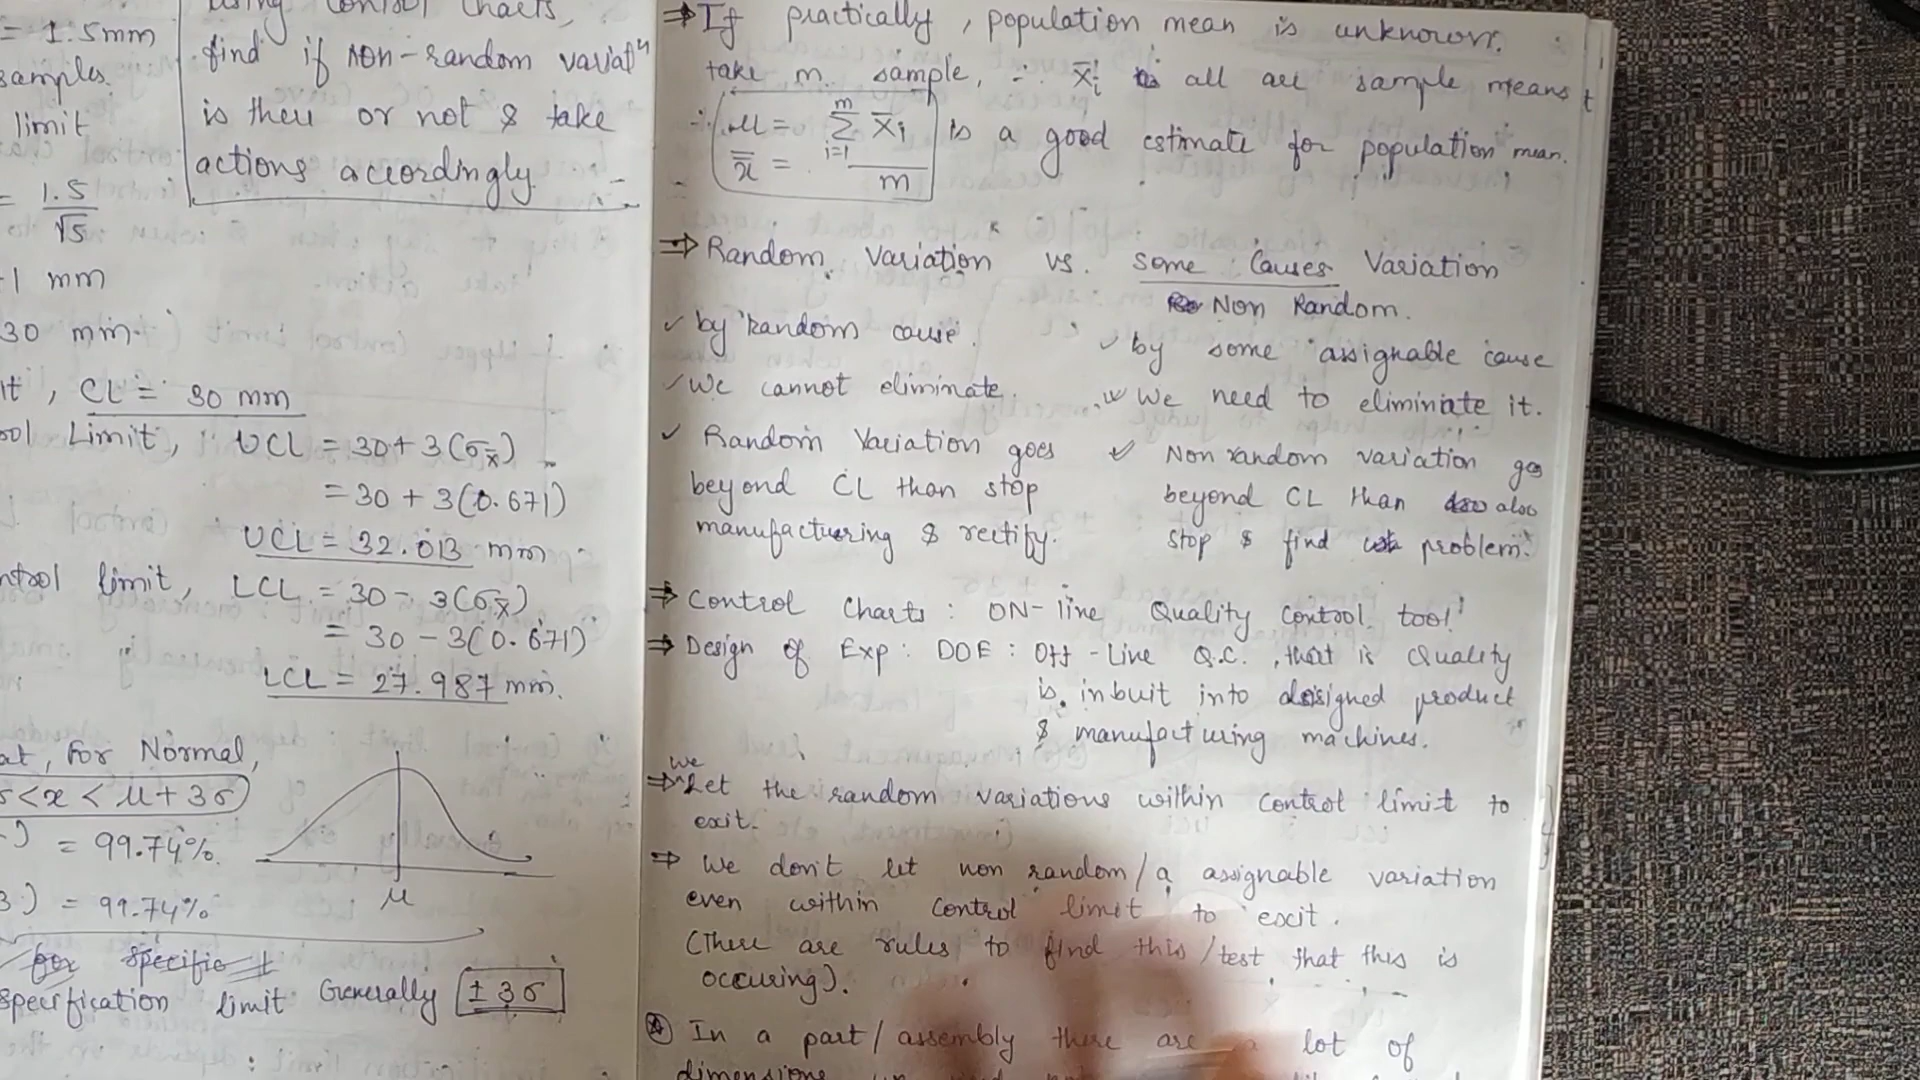 using control charts,
= 1.5mm
find if non-random variatⁿ
samples.
is there or not & take
limit
actions accordingly
= 1.5
√5
1 mm
30 mm.
it, CL = 30 mm
ol Limit, UCL = 30 + 3(σx̄)
= 30 + 3(0.671)
UCL = 32.013 mm
ntrol limit, LCL = 30 - 3(σx̄)
= 30 - 3(0.671)
LCL = 27.987 mm.
at, For Normal,
σ < x < μ + 3σ
) = 99.74%.
μ
3) = 99.74%
for specific
specification limit Generally ± 3σ
⇒ If practically, population mean is unknown.
take m sample, ∴ x̄i all are sample means
∴ μ = m Σ i=1 x̄i is a good estimate for population mean.
x̿ = m
⇒ Random Variation vs. Some Causes Variation
Non Random.
✓ by random cause.
✓ by some assignable cause
✓ We cannot eliminate.
We need to eliminate it.
✓ Random Variation goes
beyond CL than stop
manufacturing & rectify.
✓ Non random variation goes
beyond CL than also
stop & find problem.
⇒ Control Charts : ON-line Quality Control tool!
⇒ Design of Exp : DOE : Off-Line Q.C., that is Quality
is inbuit into designed product
& manufacturing machines.
⇒ we Let the random variations within control limit to
exit.
⇒ We don't let non random/a assignable variation
even within control limit to exit.
(There are rules to find this/test that this is
occuring).
In a part/assembly there are a lot of
dimensions